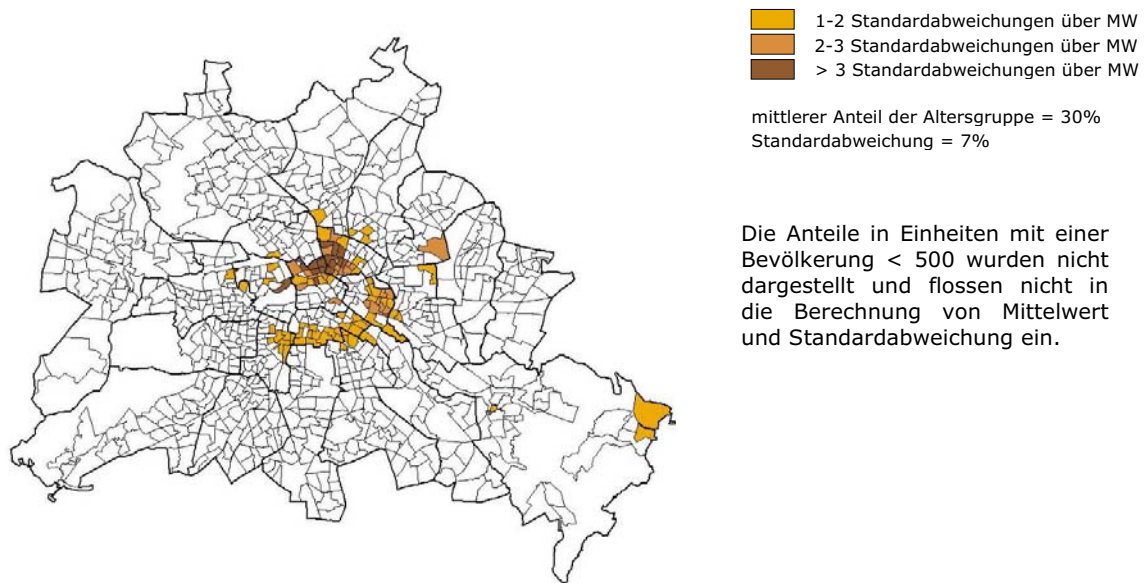 1-2 Standardabweichungen über MW
2-3 Standardabweichungen über MW
> 3 Standardabweichungen über MW
mittlerer Anteil der Altersgruppe = 30%
Standardabweichung = 7%
Die Anteile in Einheiten mit einer
Bevölkerung < 500 wurden nicht
dargestellt und flossen nicht in
die Berechnung von Mittelwert
und Standardabweichung ein.